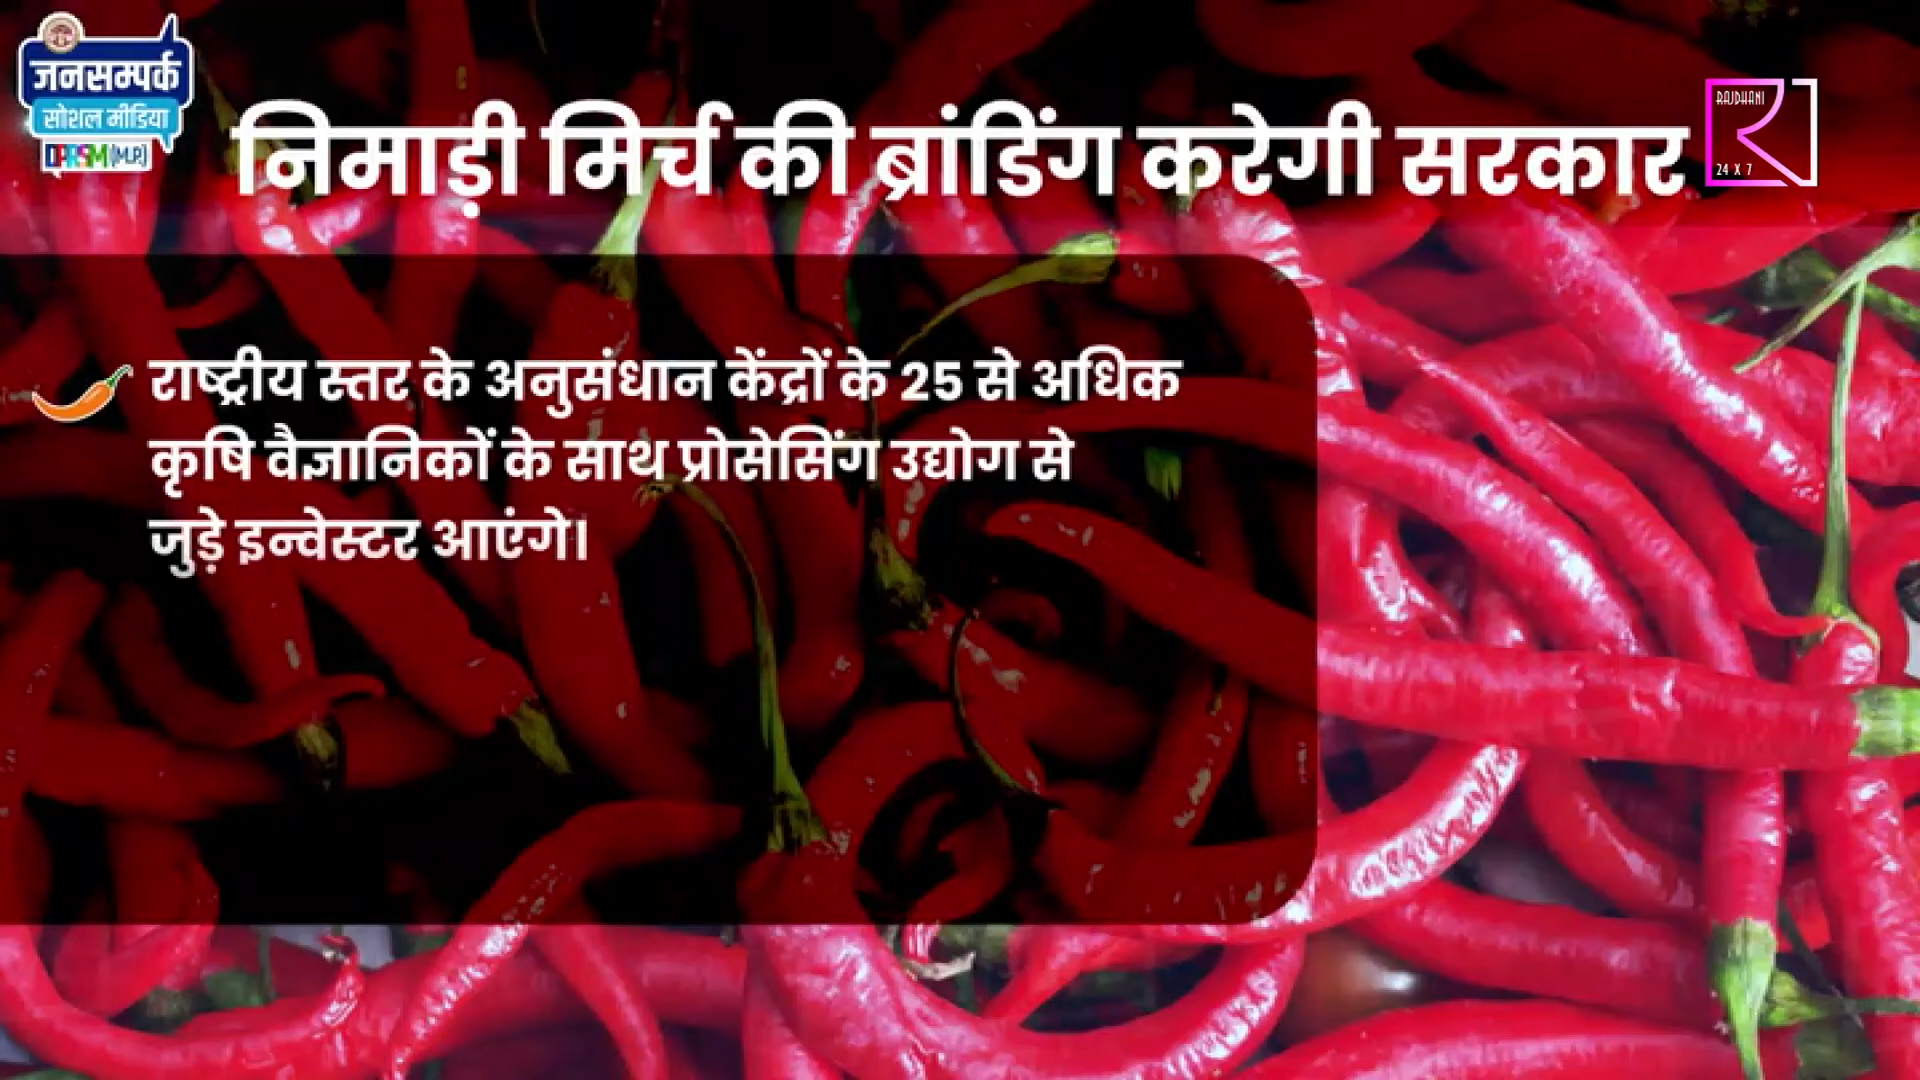 जनसम्पर्क
सोशल मीडिया
DPRSM (M.P.)
निमाड़ी मिर्च की ब्रांडिंग करेगी सरकार
RAJDHANI
24 X 7
राष्ट्रीय स्तर के अनुसंधान केंद्रों के 25 से अधिक
कृषि वैज्ञानिकों के साथ प्रोसेसिंग उद्योग से
जुड़े इन्वेस्टर आएंगे।